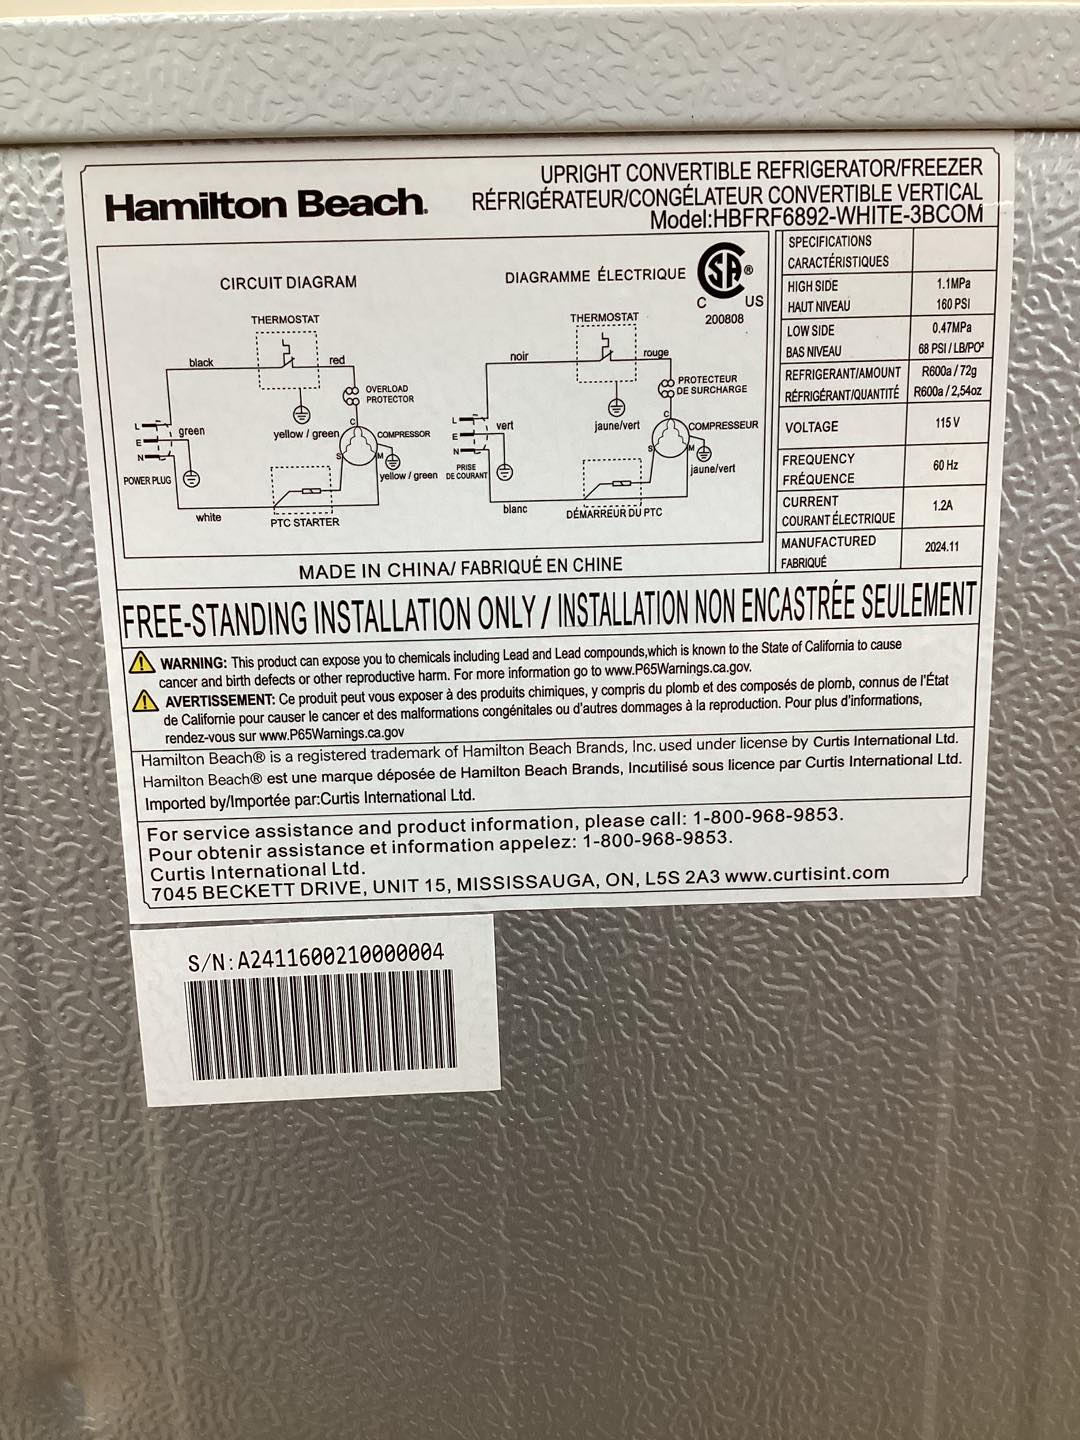 Hamilton Beach®
UPRIGHT CONVERTIBLE REFRIGERATOR/FREEZER
RÉFRIGÉRATEUR/CONGÉLATEUR CONVERTIBLE VERTICAL
Model:HBFRF6892-WHITE-3BCOM
CIRCUIT DIAGRAM
THERMOSTAT
black
red
OVERLOAD
PROTECTOR
L
E
N
green
yellow / green
C
S
M
COMPRESSOR
yellow / green
POWER PLUG
white
PTC STARTER
DIAGRAMME ÉLECTRIQUE
SA®
C US
200808
THERMOSTAT
noir
rouge
PROTECTEUR
DE SURCHARGE
L
E
N
vert
jaune/vert
C
S
M
COMPRESSEUR
jaune/vert
PRISE
DE COURANT
blanc
DÉMARREUR DU PTC
SPECIFICATIONS
CARACTÉRISTIQUES
HIGH SIDE 1.1MPa
HAUT NIVEAU 160 PSI
LOW SIDE 0.47MPa
BAS NIVEAU 68 PSI / LB/PO²
REFRIGERANT/AMOUNT R600a / 72g
RÉFRIGÉRANT/QUANTITÉ R600a / 2,54oz
VOLTAGE 115 V
FREQUENCY
FRÉQUENCE 60 Hz
CURRENT
COURANT ÉLECTRIQUE 1.2A
MANUFACTURED
FABRIQUÉ 2024.11
MADE IN CHINA/ FABRIQUÉ EN CHINE
FREE-STANDING INSTALLATION ONLY / INSTALLATION NON ENCASTRÉE SEULEMENT
WARNING: This product can expose you to chemicals including Lead and Lead compounds,which is known to the State of California to cause
cancer and birth defects or other reproductive harm. For more information go to www.P65Warnings.ca.gov.
AVERTISSEMENT: Ce produit peut vous exposer à des produits chimiques, y compris du plomb et des composés de plomb, connus de l'État
de Californie pour causer le cancer et des malformations congénitales ou d'autres dommages à la reproduction. Pour plus d'informations,
rendez-vous sur www.P65Warnings.ca.gov
Hamilton Beach® is a registered trademark of Hamilton Beach Brands, Inc. used under license by Curtis International Ltd.
Hamilton Beach® est une marque déposée de Hamilton Beach Brands, Incutilisé sous licence par Curtis International Ltd.
Imported by/Importée par:Curtis International Ltd.
For service assistance and product information, please call: 1-800-968-9853.
Pour obtenir assistance et information appelez: 1-800-968-9853.
Curtis International Ltd.
7045 BECKETT DRIVE, UNIT 15, MISSISSAUGA, ON, L5S 2A3 www.curtisint.com
S/N:A2411600210000004